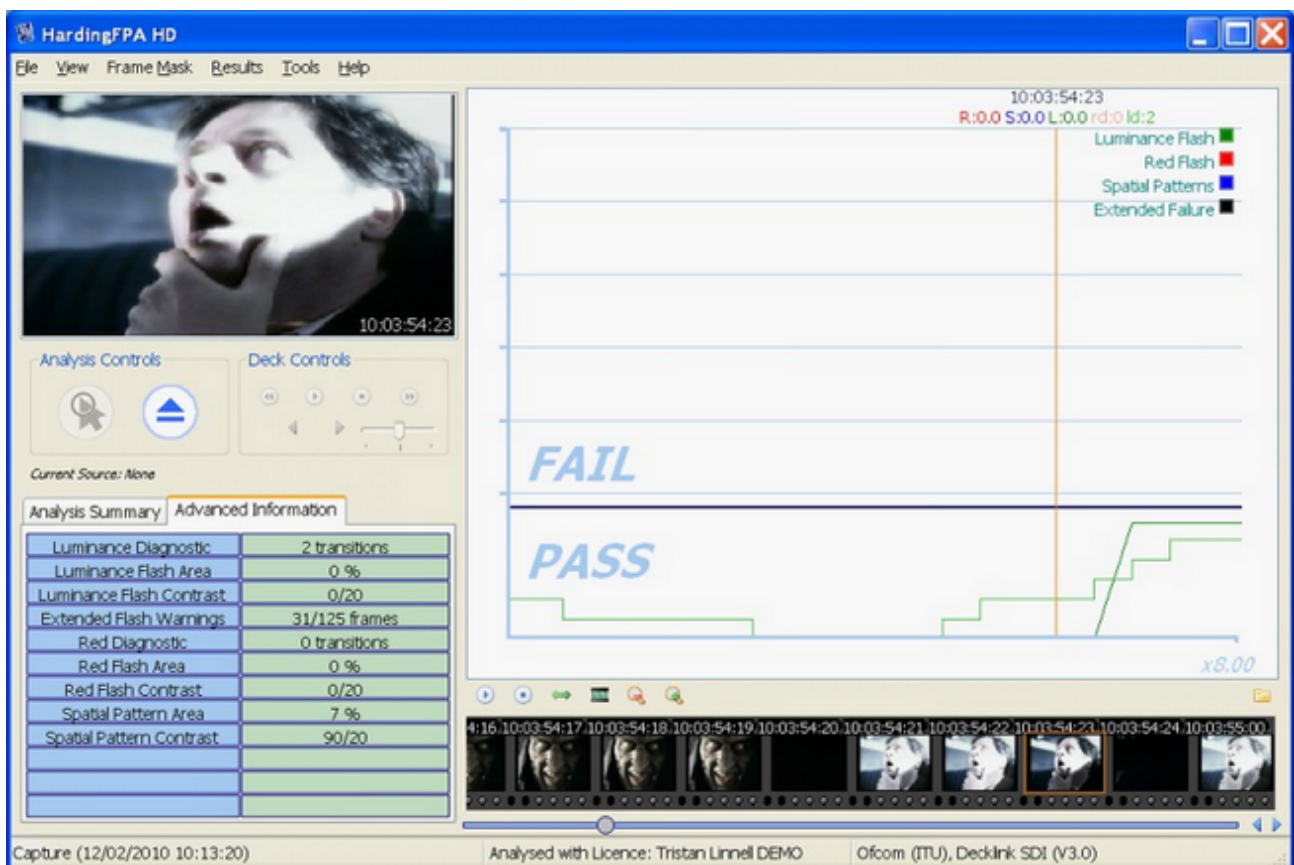 HardingFPA HD
File View Frame Mask Results Tools Help
10:03:54:23
Analysis Controls
Deck Controls
Current Source: None
Analysis Summary
Advanced Information
Luminance Diagnostic 2 transitions
Luminance Flash Area 0 %
Luminance Flash Contrast 0/20
Extended Flash Warnings 31/125 frames
Red Diagnostic 0 transitions
Red Flash Area 0 %
Red Flash Contrast 0/20
Spatial Pattern Area 7 %
Spatial Pattern Contrast 90/20
10:03:54:23
R:0.0 S:0.0 L:0.0 rd:0 ld:2
Luminance Flash
Red Flash
Spatial Patterns
Extended Failure
FAIL
PASS
x8.00
4:16 10:03:54:17 10:03:54:18 10:03:54:19 10:03:54:20 10:03:54:21 10:03:54:22 10:03:54:23 10:03:54:24 10:03:55:00
Capture (12/02/2010 10:13:20)
Analysed with Licence: Tristan Linnell DEMO
Ofcom (ITU), Decklink SDI (V3.0)